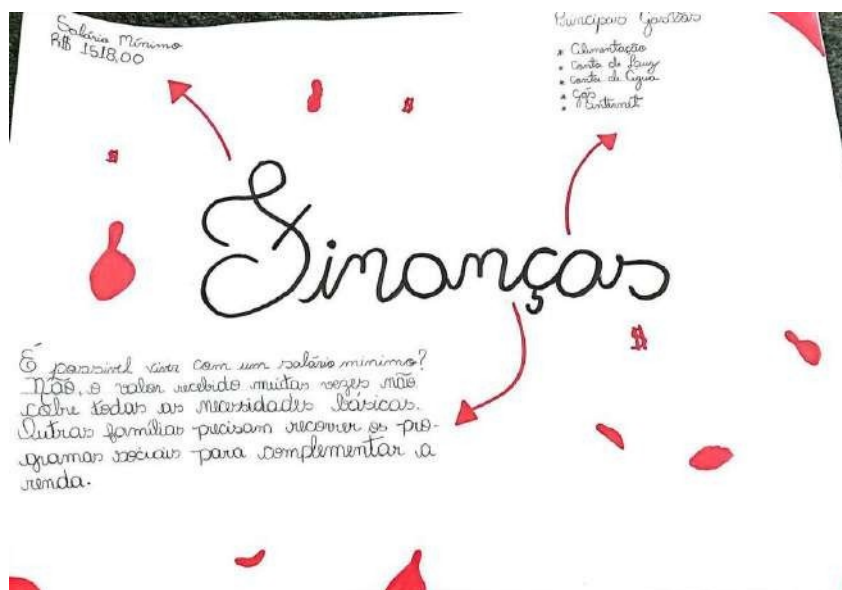 Salário Mínimo
R$ 1518,00
Principais Gastos
* Alimentação
* Conta de Luz
* Conta de Água
* Gás
* Internet
$
$
Finanças
$
É possivel viver com um salário minimo?
Não, o valor recebido muitas vezes não
cobre todas as necessidades básicas.
Outras famílias precisam recorrer os pro-
gramas sociais para complementar a
renda.